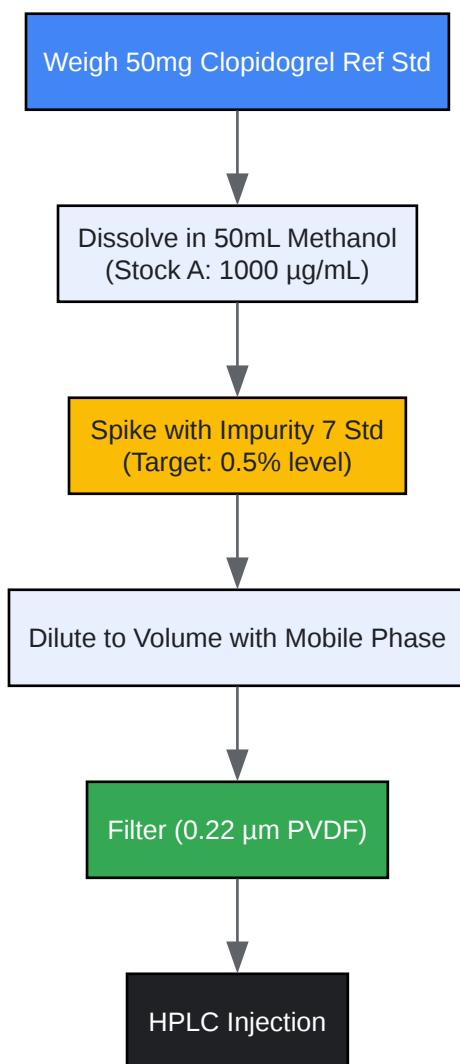 Weigh 50mg Clopidogrel Ref Std
Dissolve in 50mL Methanol
(Stock A: 1000 µg/mL)
Spike with Impurity 7 Std
(Target: 0.5% level)
Dilute to Volume with Mobile Phase
Filter (0.22 µm PVDF)
HPLC Injection